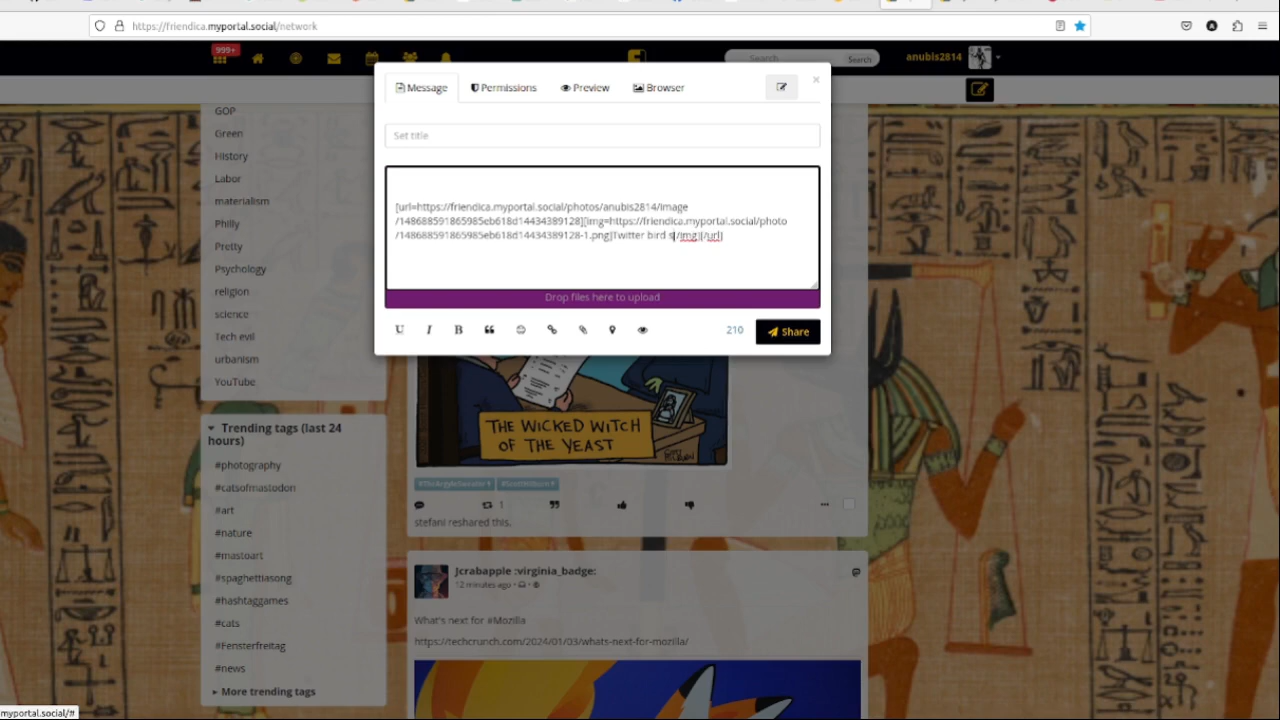 https://friendica.myportal.social/network
999+
Search
Search
anubis2814
Message
Permissions
Preview
Browser
×
Set title
[url=https://friendica.myportal.social/photos/anubis2814/image
/148688591865985eb618d14434389128][img=https://friendica.myportal.social/photo
/148688591865985eb618d14434389128-1.png]Twitter bird s[/img][/url]
Drop files here to upload
U I B
210
Share
GOP
Green
History
Labor
materialism
Philly
Pretty
Psychology
religion
science
Tech evil
urbanism
YouTube
Trending tags (last 24
hours)
#photography
#catsofmastodon
#art
#nature
#mastoart
#spaghettiasong
#hashtaggames
#cats
#Fensterfreitag
#news
More trending tags
THE WICKED WITCH
OF THE YEAST
1
stefani reshared this.
Jcrabapple :virginia_badge:
12 minutes ago
What's next for #Mozilla
https://techcrunch.com/2024/01/03/whats-next-for-mozilla/
myportal.social/#